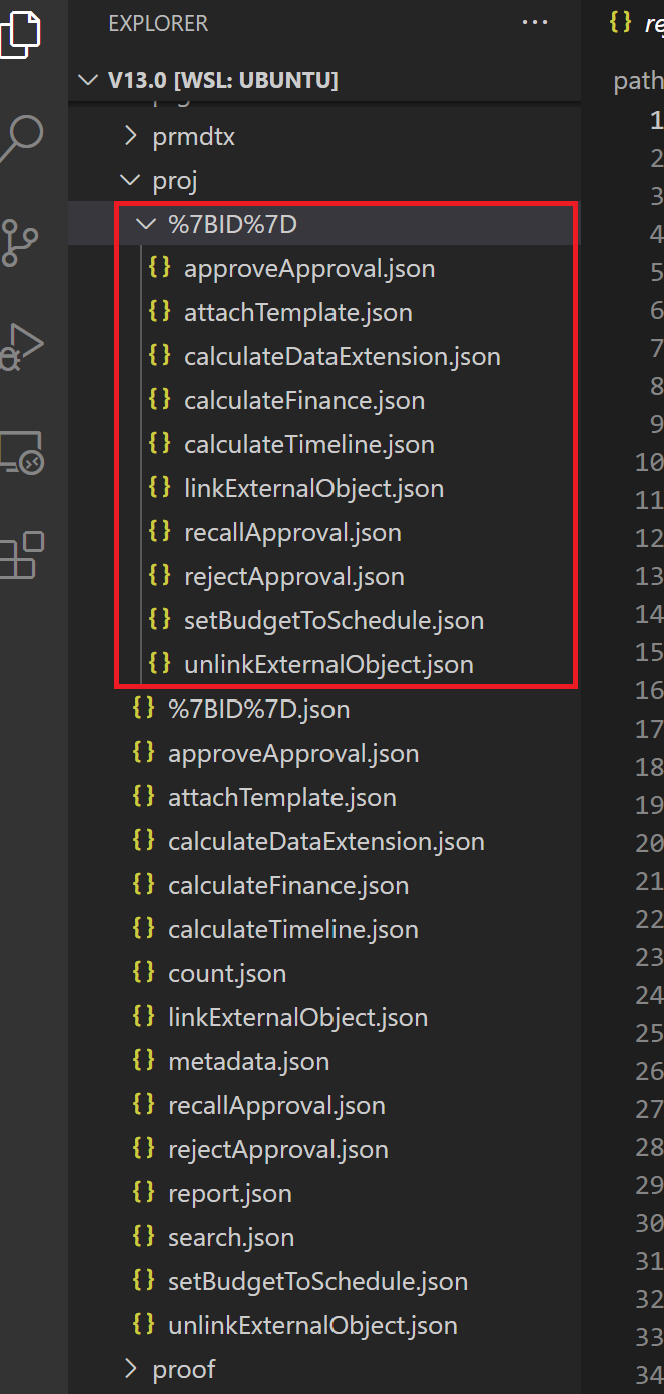 EXPLORER ...
V13.0 [WSL: UBUNTU]
prmdtx
proj
%7BID%7D
{} approveApproval.json
{} attachTemplate.json
{} calculateDataExtension.json
{} calculateFinance.json
{} calculateTimeline.json
{} linkExternalObject.json
{} recallApproval.json
{} rejectApproval.json
{} setBudgetToSchedule.json
{} unlinkExternalObject.json
{} %7BID%7D.json
{} approveApproval.json
{} attachTemplate.json
{} calculateDataExtension.json
{} calculateFinance.json
{} calculateTimeline.json
{} count.json
{} linkExternalObject.json
{} metadata.json
{} recallApproval.json
{} rejectApproval.json
{} report.json
{} search.json
{} setBudgetToSchedule.json
{} unlinkExternalObject.json
proof
{} re
path
1
2
3
4
5
6
7
8
9
10
11
12
13
14
15
16
17
18
19
20
21
22
23
24
25
26
27
28
29
30
31
32
33
34